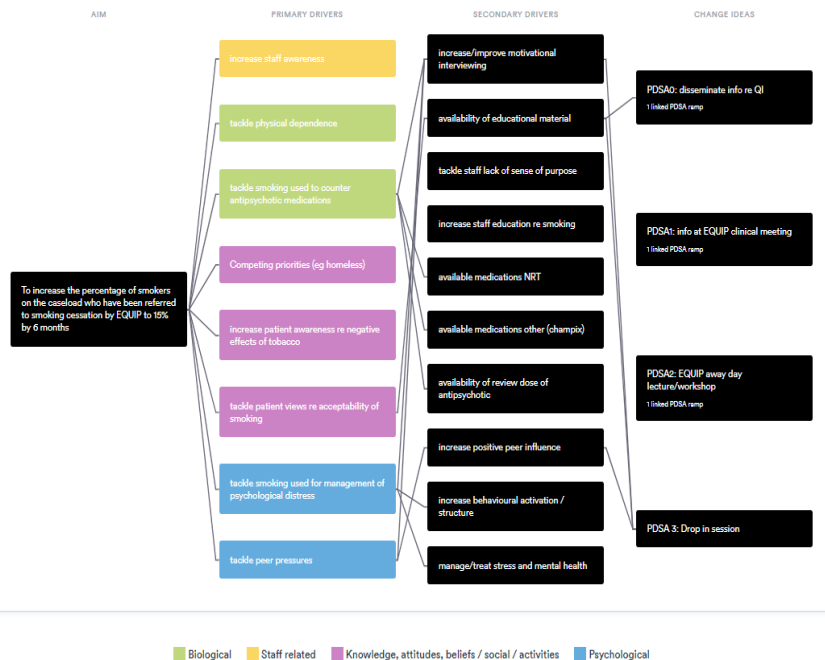 AIM
PRIMARY DRIVERS
SECONDARY DRIVERS
CHANGE IDEAS
To increase the percentage of smokers
on the caseload who have been referred
to smoking cessation by EQUIP to 15%
by 6 months
increase staff awareness
tackle physical dependence
tackle smoking used to counter
antipsychotic medications
Competing priorities (eg homeless)
increase patient awareness re negative
effects of tobacco
tackle patient views re acceptability of
smoking
tackle smoking used for management of
psychological distress
tackle peer pressures
increase/improve motivational
interviewing
availability of educational material
tackle staff lack of sense of purpose
increase staff education re smoking
available medications NRT
available medications other (champix)
availability of review dose of
antipsychotic
increase positive peer influence
increase behavioural activation /
structure
manage/treat stress and mental health
PDSA0: disseminate info re QI
1 linked PDSA ramp
PDSA1: info at EQUIP clinical meeting
1 linked PDSA ramp
PDSA2: EQUIP away day
lecture/workshop
1 linked PDSA ramp
PDSA 3: Drop in session
Biological
Staff related
Knowledge, attitudes, beliefs / social / activities
Psychological